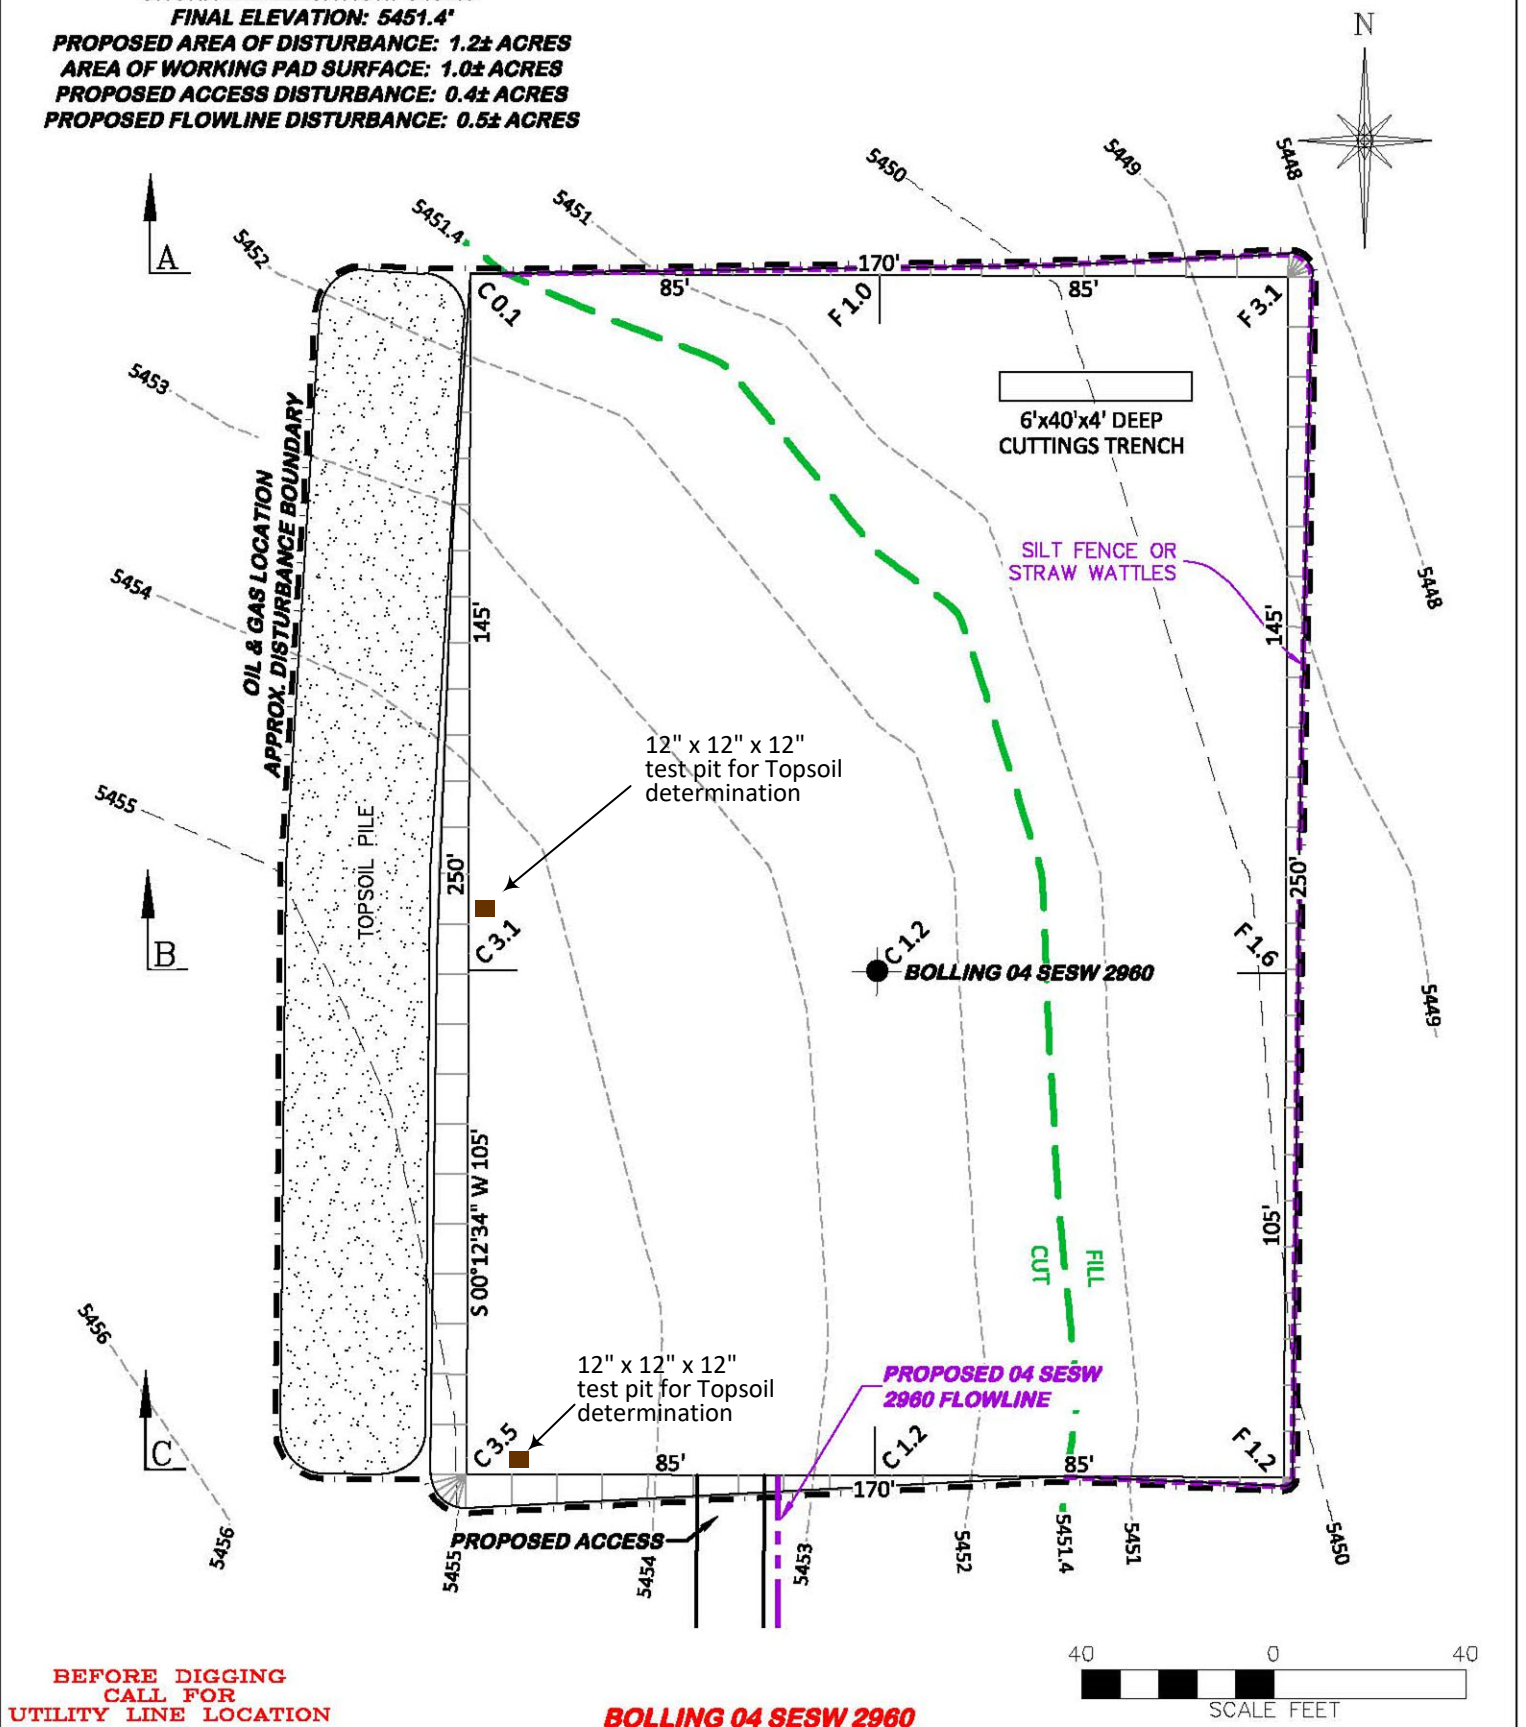 FINAL ELEVATION: 5451.4'
PROPOSED AREA OF DISTURBANCE: 1.2± ACRES
AREA OF WORKING PAD SURFACE: 1.0± ACRES
PROPOSED ACCESS DISTURBANCE: 0.4± ACRES
PROPOSED FLOWLINE DISTURBANCE: 0.5± ACRES
N
5450
5449
5448
5451
5451.4
5452
A
170'
85'
85'
C 0.1
F 1.0
F 3.1
5453
6'x40'x4' DEEP
CUTTINGS TRENCH
OIL & GAS LOCATION
APPROX. DISTURBANCE BOUNDARY
SILT FENCE OR
STRAW WATTLES
5448
5454
145'
145'
12" x 12" x 12"
test pit for Topsoil
determination
5455
TOPSOIL PILE
250'
250'
B
C 3.1
C 1.2
F 1.6
BOLLING 04 SESW 2960
5449
S 00°12'34" W 105'
105'
CUT
FILL
5456
12" x 12" x 12"
test pit for Topsoil
determination
PROPOSED 04 SESW
2960 FLOWLINE
C
C 3.5
C 1.2
F 1.2
85'
85'
170'
PROPOSED ACCESS
5456
5455
5454
5453
5452
5451.4
5451
5450
40 0 40
SCALE FEET
BEFORE DIGGING
CALL FOR
UTILITY LINE LOCATION
BOLLING 04 SESW 2960